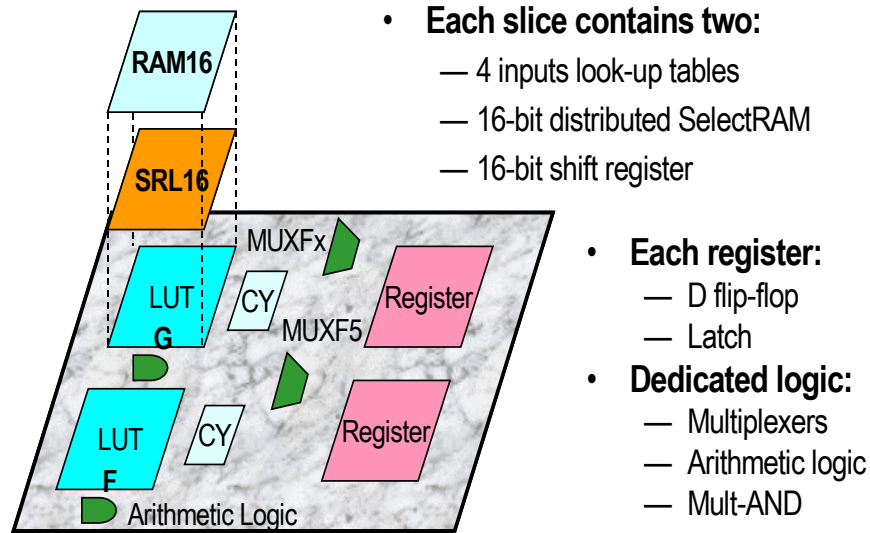 RAM16
SRL16
MUXFx
LUT
G
CY
Register
MUXF5
LUT
F
CY
Register
Arithmetic Logic
• Each slice contains two:
— 4 inputs look-up tables
— 16-bit distributed SelectRAM
— 16-bit shift register
• Each register:
— D flip-flop
— Latch
• Dedicated logic:
— Multiplexers
— Arithmetic logic
— Mult-AND